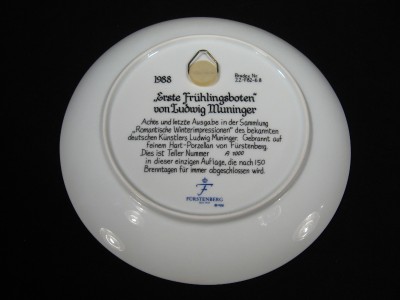 1988
Bradex Nr.
22-F82-6.8
„Erste Frühlingsboten“
von Ludwig Muninger
Achte und letzte Ausgabe in der Sammlung
„Romantische Winterimpressionen“ des bekannten
deutschen Künstlers Ludwig Muninger. Gebrannt auf
feinem Hart-Porzellan von Fürstenberg.
Dies ist Teller Nummer A
in dieser einzigen Auflage, die nach 150
Brenntagen für immer abgeschlossen wird.
F
FÜRSTENBERG